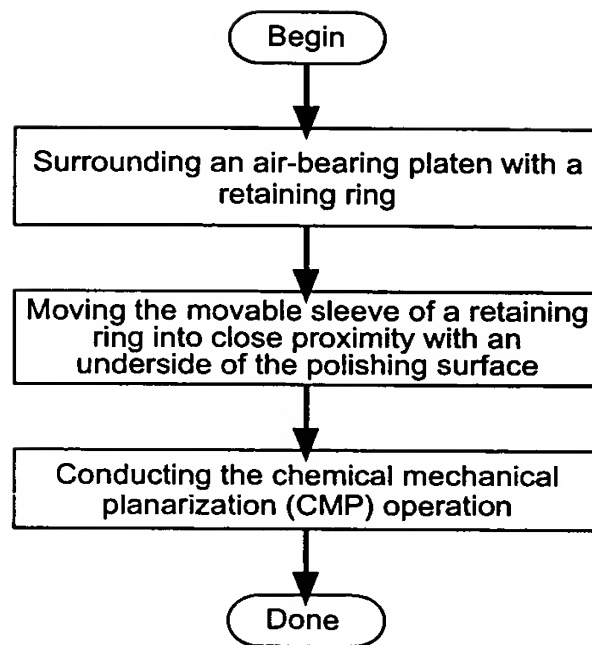 Begin
Surrounding an air-bearing platen with a
retaining ring
Moving the movable sleeve of a retaining
ring into close proximity with an
underside of the polishing surface
Conducting the chemical mechanical
planarization (CMP) operation
Done